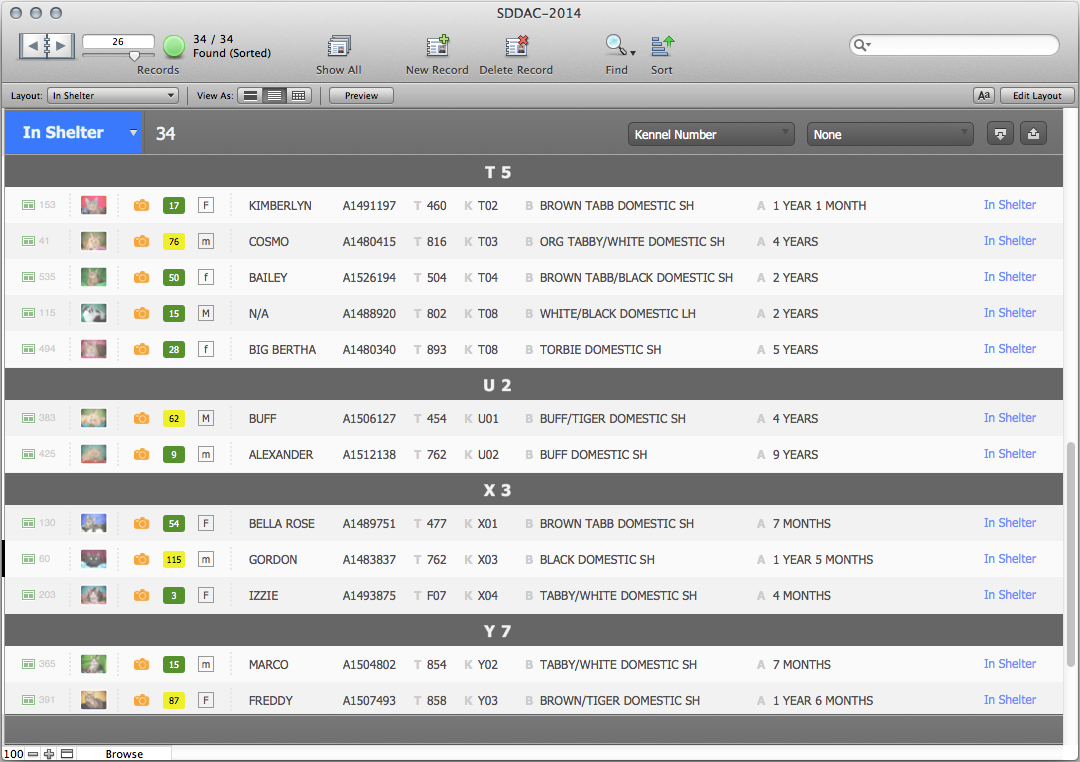 SDDAC-2014
26
34 / 34
Found (Sorted)
Records
Show All
New Record
Delete Record
Find
Sort
Layout: In Shelter
View As:
Preview
Aa
Edit Layout
In Shelter
34
Kennel Number
None
T 5
153 17 F KIMBERLYN A1491197 T 460 K T02 B BROWN TABB DOMESTIC SH A 1 YEAR 1 MONTH In Shelter
41 76 m COSMO A1480415 T 816 K T03 B ORG TABBY/WHITE DOMESTIC SH A 4 YEARS In Shelter
535 50 f BAILEY A1526194 T 504 K T04 B BROWN TABB/BLACK DOMESTIC SH A 2 YEARS In Shelter
115 15 M N/A A1488920 T 802 K T08 B WHITE/BLACK DOMESTIC LH A 2 YEARS In Shelter
494 28 f BIG BERTHA A1480340 T 893 K T08 B TORBIE DOMESTIC SH A 5 YEARS In Shelter
U 2
383 62 M BUFF A1506127 T 454 K U01 B BUFF/TIGER DOMESTIC SH A 4 YEARS In Shelter
425 9 m ALEXANDER A1512138 T 762 K U02 B BUFF DOMESTIC SH A 9 YEARS In Shelter
X 3
130 54 F BELLA ROSE A1489751 T 477 K X01 B BROWN TABB DOMESTIC SH A 7 MONTHS In Shelter
60 115 m GORDON A1483837 T 762 K X03 B BLACK DOMESTIC SH A 1 YEAR 5 MONTHS In Shelter
203 3 F IZZIE A1493875 T F07 K X04 B TABBY/WHITE DOMESTIC SH A 4 MONTHS In Shelter
Y 7
365 15 m MARCO A1504802 T 854 K Y02 B TABBY/WHITE DOMESTIC SH A 7 MONTHS In Shelter
391 87 F FREDDY A1507493 T 858 K Y03 B BROWN/TIGER DOMESTIC SH A 1 YEAR 6 MONTHS In Shelter
100
Browse